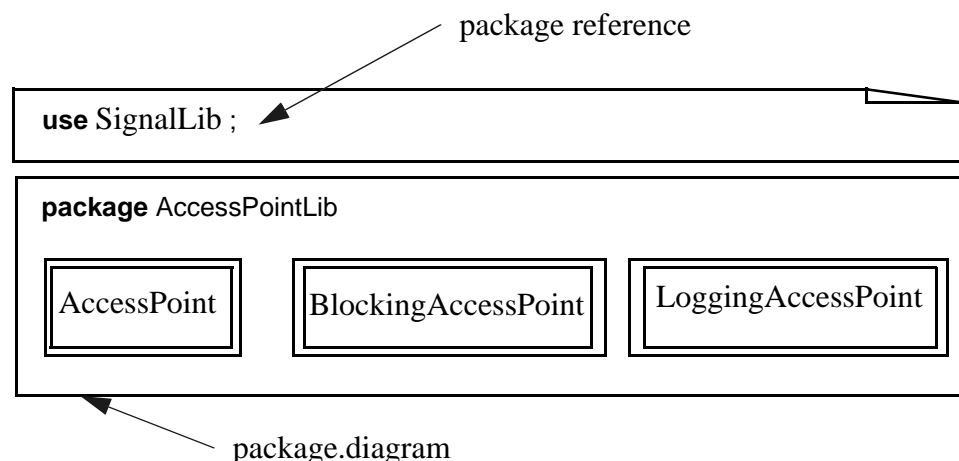 package reference
use SignalLib ;
package AccessPointLib
AccessPoint
BlockingAccessPoint
LoggingAccessPoint
package.diagram